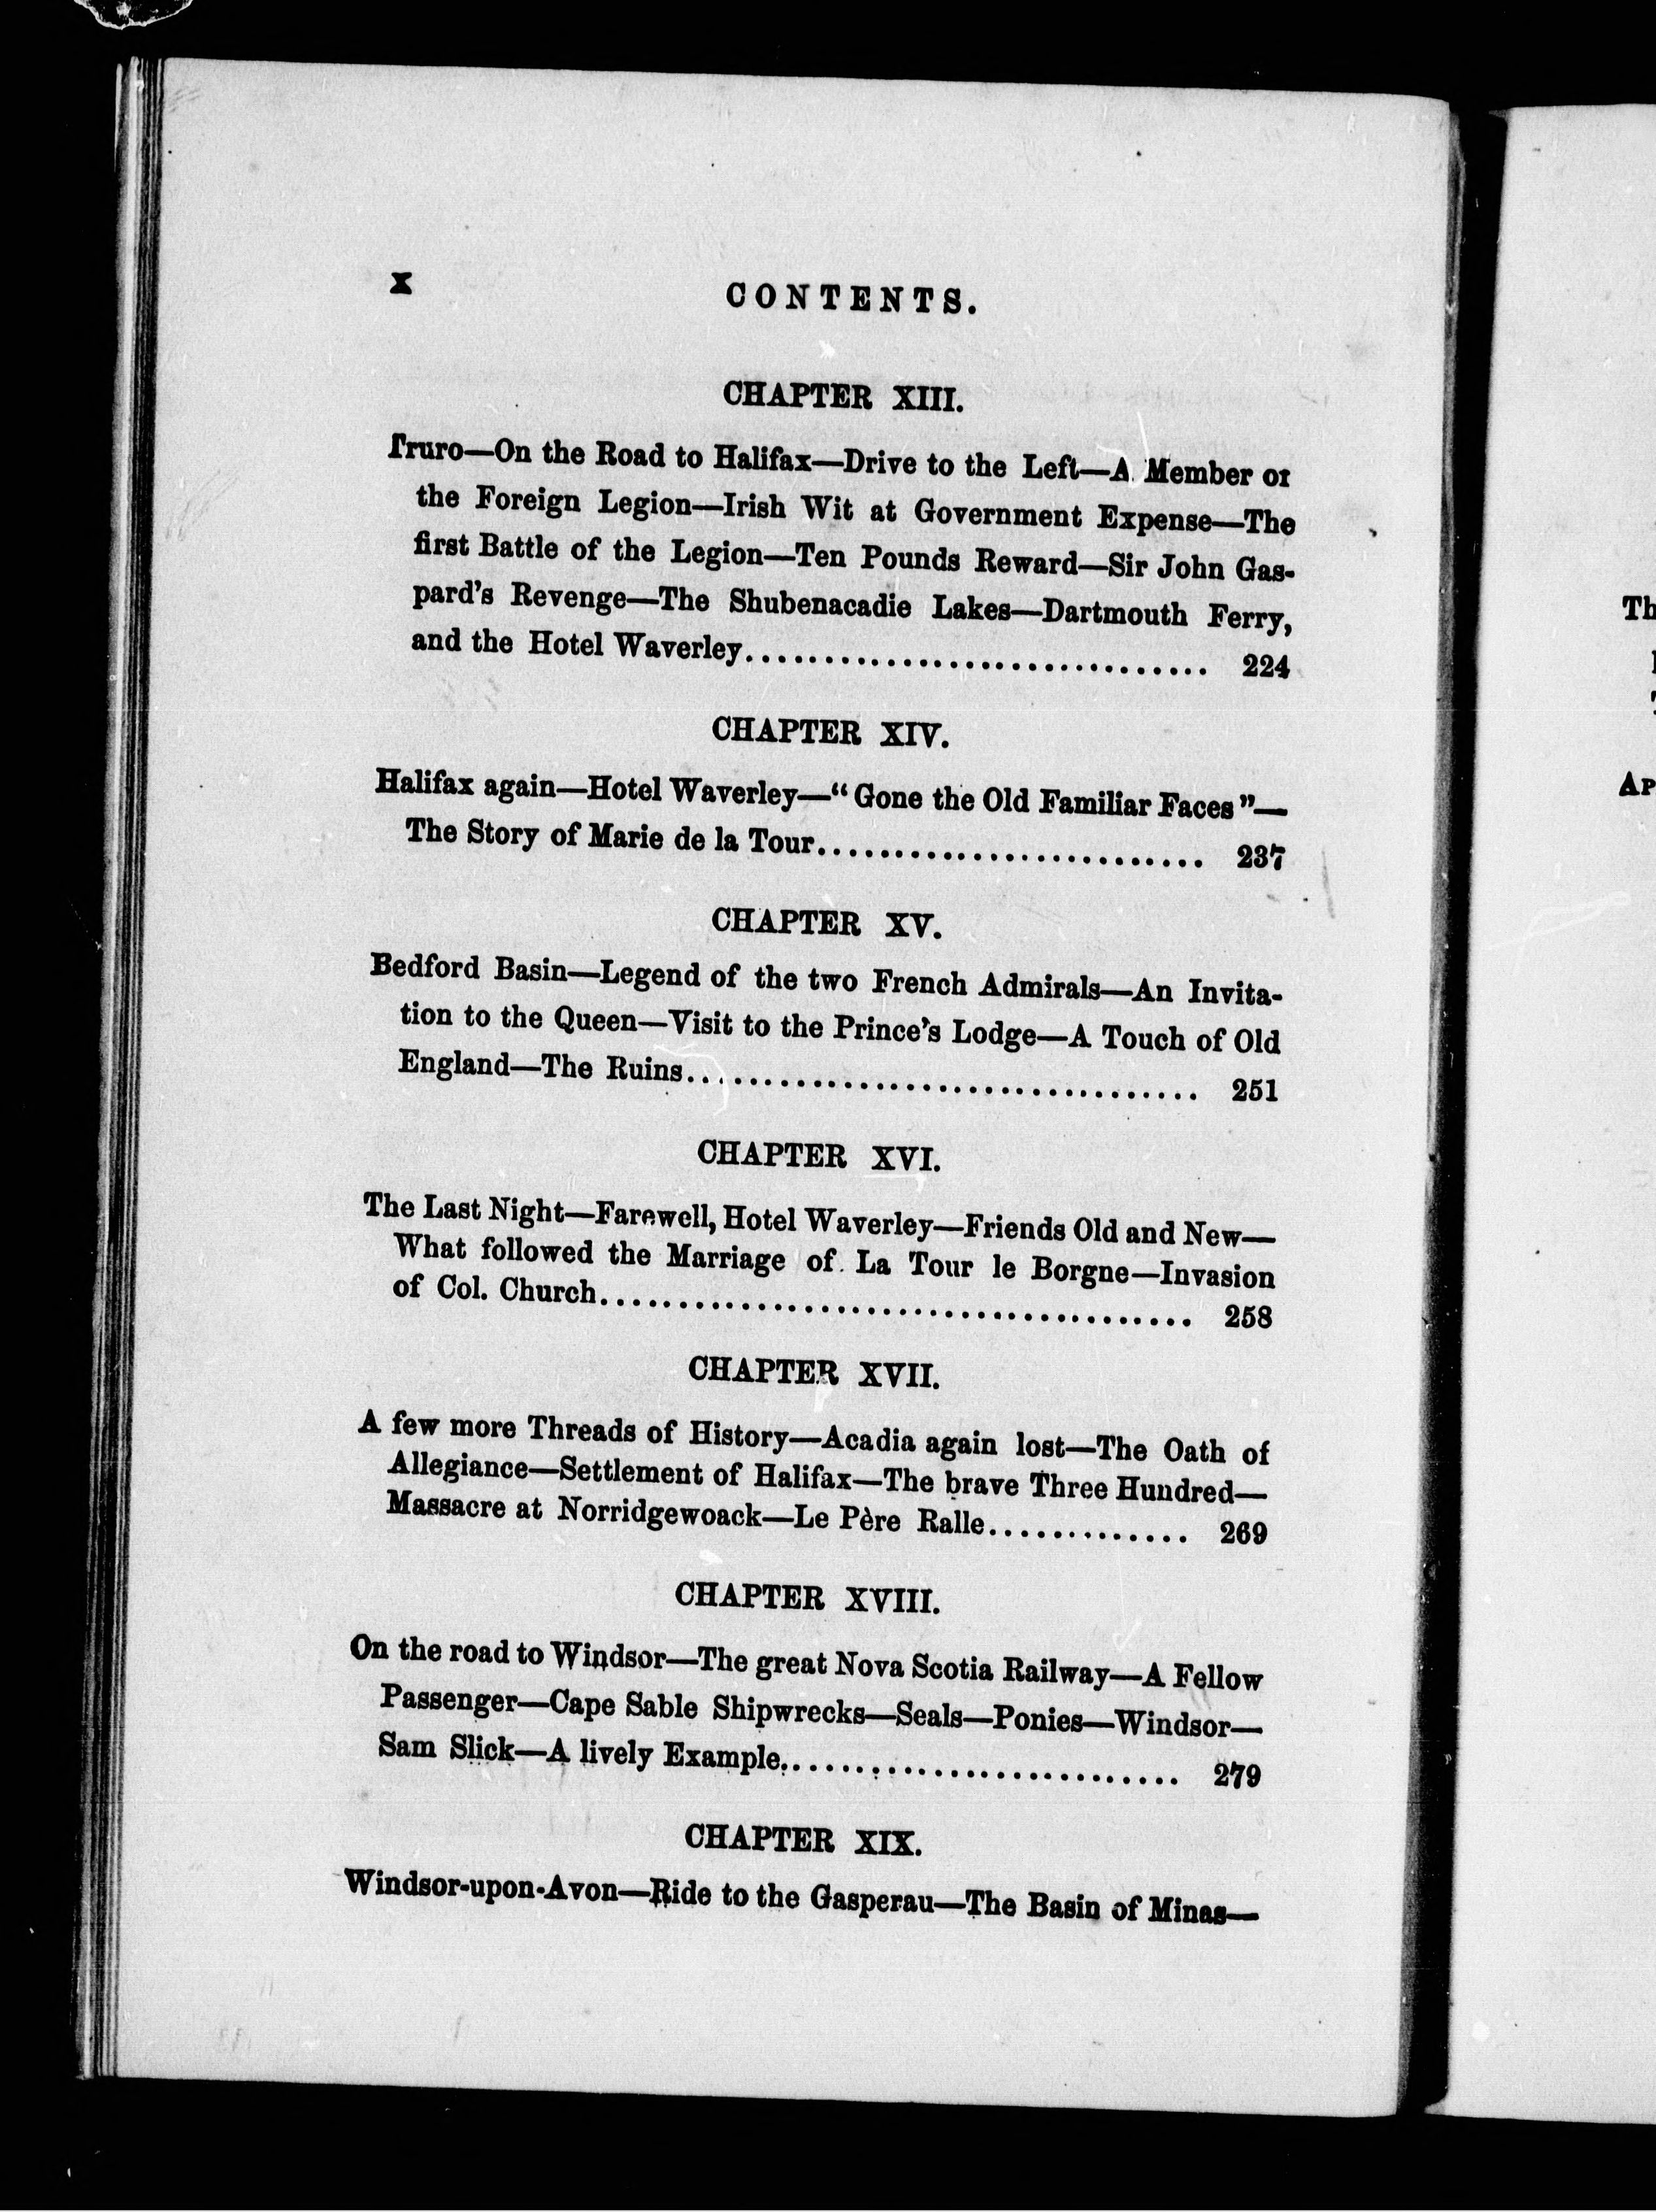 x
CONTENTS.
CHAPTER XIII.
Truro—On the Road to Halifax—Drive to the Left—A Member of
the Foreign Legion—Irish Wit at Government Expense—The
first Battle of the Legion—Ten Pounds Reward—Sir John Gas-
pard's Revenge—The Shubenacadie Lakes—Dartmouth Ferry,
and the Hotel Waverley.............................. 224
CHAPTER XIV.
Halifax again—Hotel Waverley—“Gone the Old Familiar Faces”—
The Story of Marie de la Tour......................... 237
CHAPTER XV.
Bedford Basin—Legend of the two French Admirals—An Invita-
tion to the Queen—Visit to the Prince's Lodge—A Touch of Old
England—The Ruins................................. 251
CHAPTER XVI.
The Last Night—Farewell, Hotel Waverley—Friends Old and New—
What followed the Marriage of La Tour le Borgne—Invasion
of Col. Church...................................... 258
CHAPTER XVII.
A few more Threads of History—Acadia again lost—The Oath of
Allegiance—Settlement of Halifax—The brave Three Hundred—
Massacre at Norridgewoack—Le Père Ralle............. 269
CHAPTER XVIII.
On the road to Windsor—The great Nova Scotia Railway—A Fellow
Passenger—Cape Sable Shipwrecks—Seals—Ponies—Windsor—
Sam Slick—A lively Example.......................... 279
CHAPTER XIX.
Windsor-upon-Avon—Ride to the Gasperau—The Basin of Minas—
Th
AP